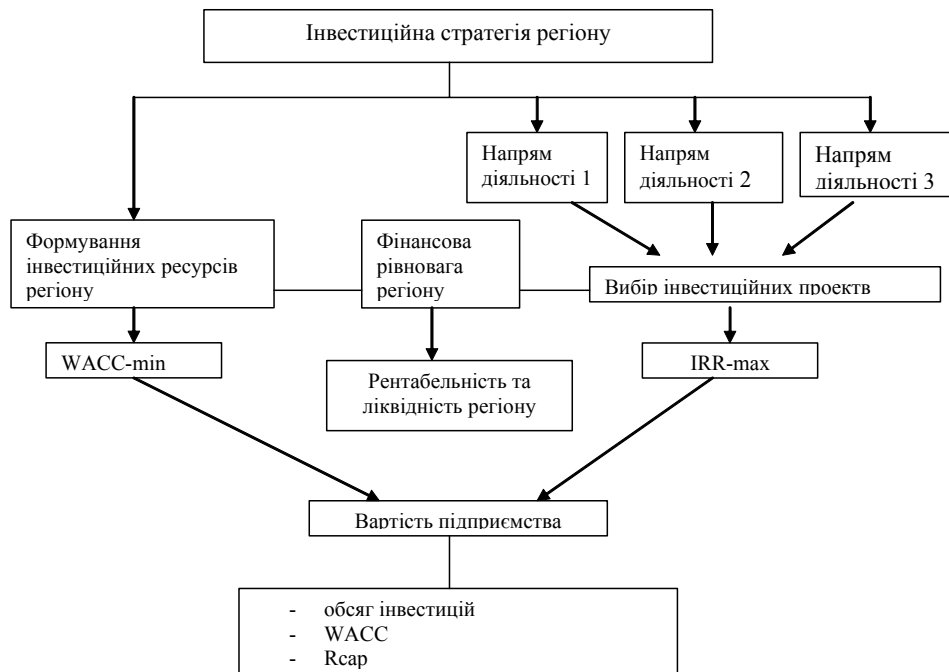 Інвестиційна стратегія регіону
Напрям
діяльності 1
Напрям
діяльності 2
Напрям
діяльності 3
Формування
інвестиційних ресурсів
регіону
Фінансова
рівновага
регіону
Вибір інвестиційних проектв
WACC-min
Рентабельність та
ліквідність регіону
IRR-max
Вартість підприємства
- обсяг інвестицій
- WACC
- Rcap